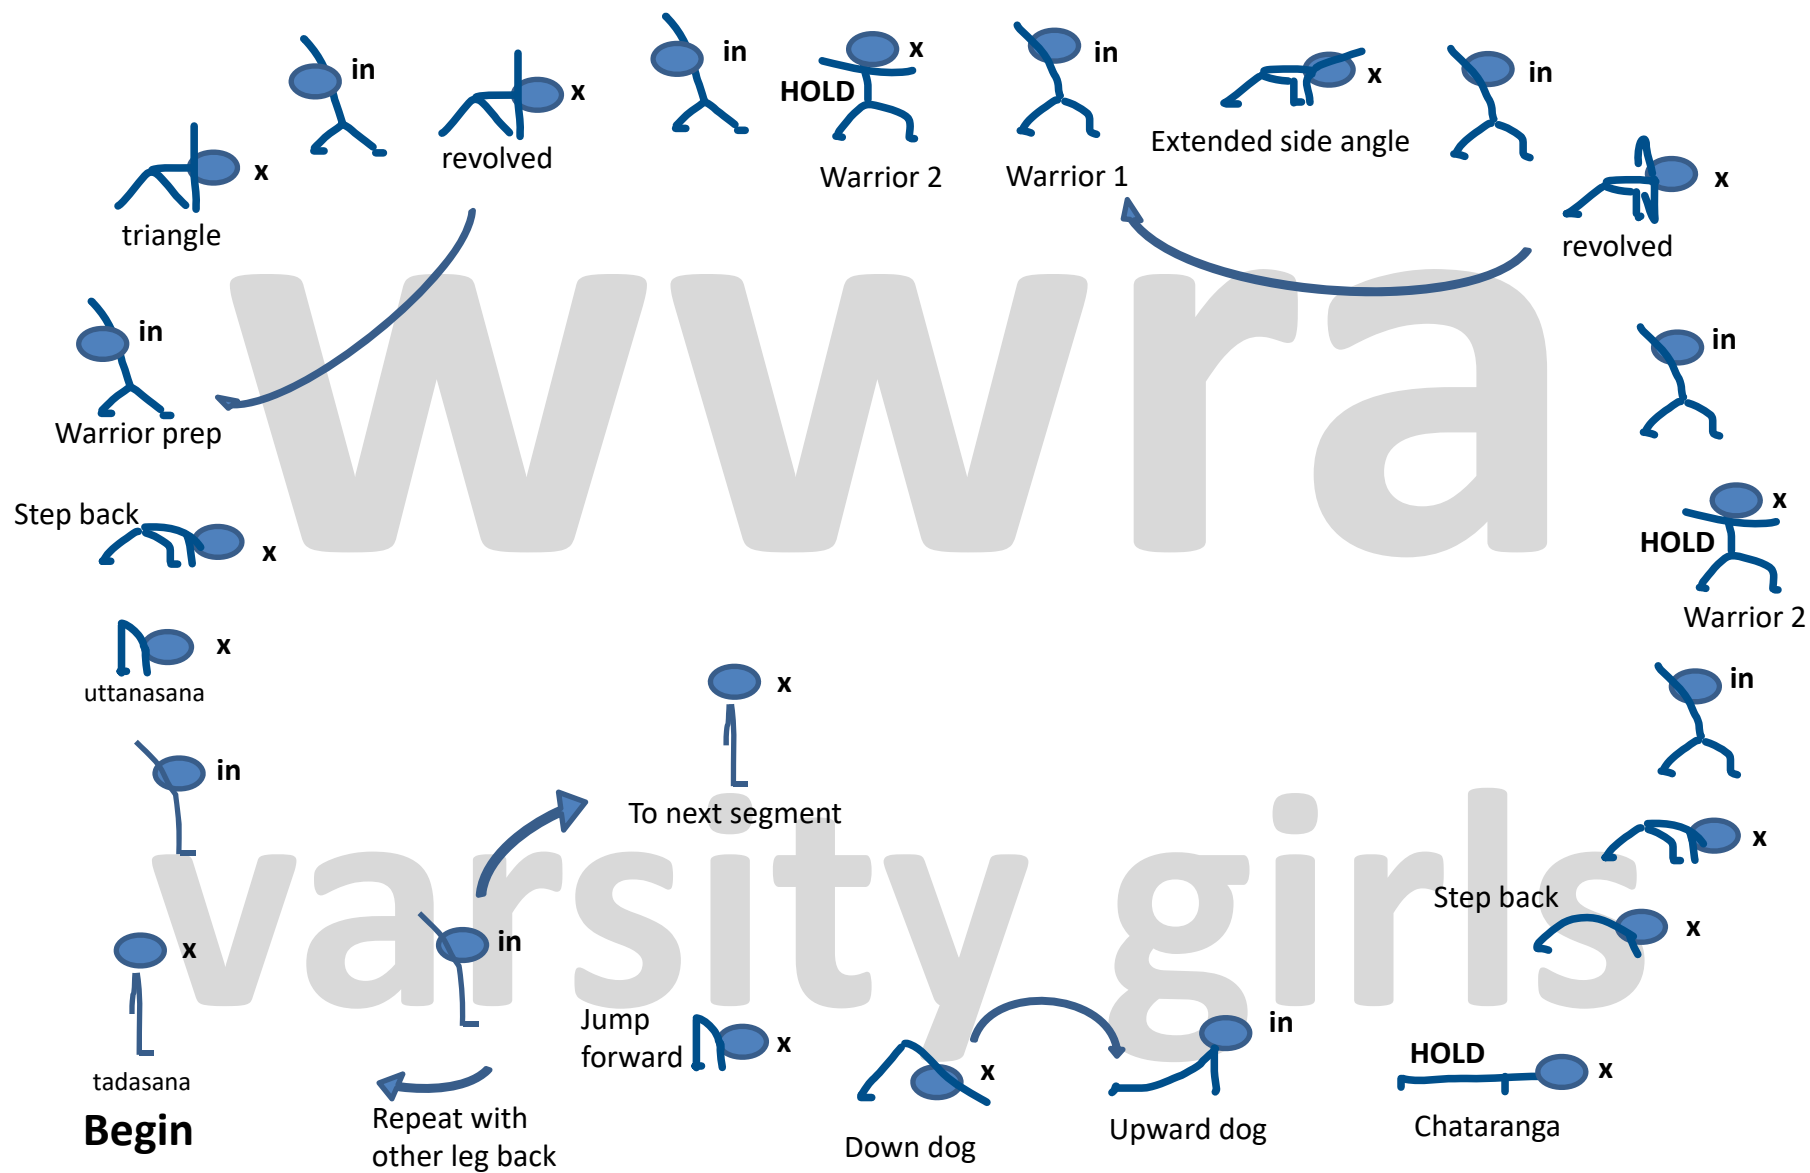 in
in
x
in
HOLD
x
Warrior 2
in
Warrior 1
x
Extended side angle
in
x
triangle
revolved
x
revolved
in
Warrior prep
wwra
in
Step back
x
x
HOLD
Warrior 2
x
uttanasana
x
To next segment
in
in
x
Step back
x
varsity girls
x
tadasana
Begin
in
Repeat with
other leg back
Jump
forward
x
x
Down dog
in
Upward dog
HOLD
x
Chataranga